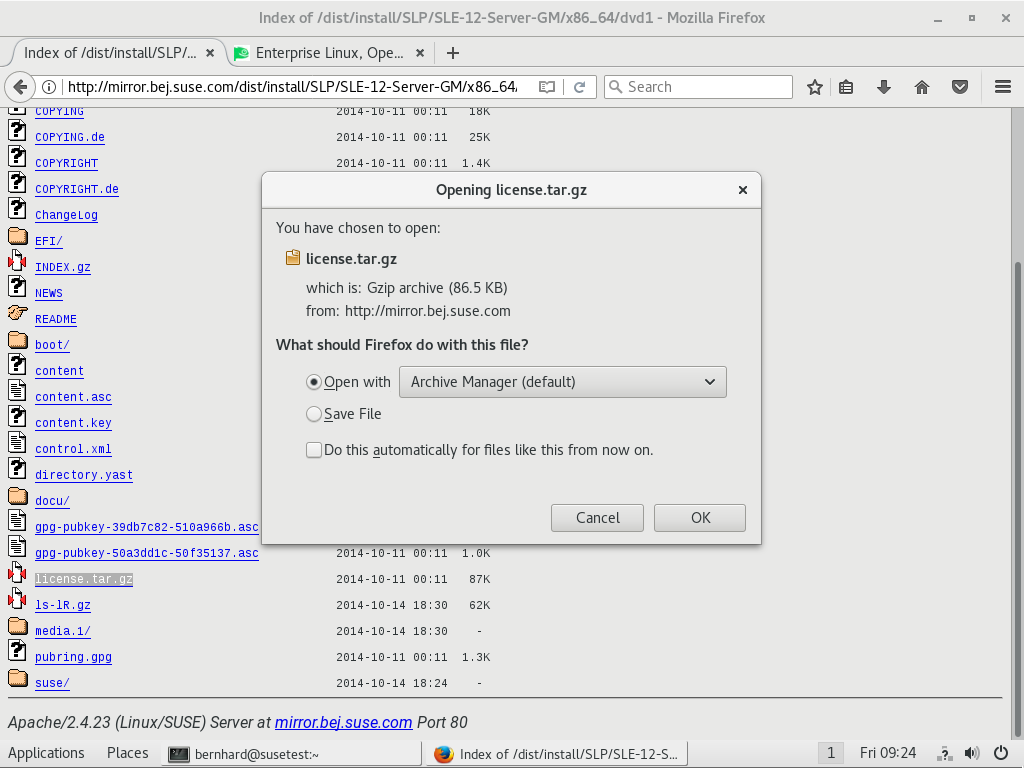 Index of /dist/install/SLP/SLE-12-Server-GM/x86_64/dvd1 - Mozilla Firefox
Index of /dist/install/SLP/... Enterprise Linux, Ope...
http://mirror.bej.suse.com/dist/install/SLP/SLE-12-Server-GM/x86_64/ Search
COPYING 2014-10-11 00:11 18K
COPYING.de 2014-10-11 00:11 25K
COPYRIGHT 2014-10-11 00:11 1.4K
COPYRIGHT.de
ChangeLog
EFI/
INDEX.gz
NEWS
README
boot/
content
content.asc
content.key
control.xml
directory.yast
docu/
gpg-pubkey-39db7c82-510a966b.asc
gpg-pubkey-50a3dd1c-50f35137.asc 2014-10-11 00:11 1.0K
license.tar.gz 2014-10-11 00:11 87K
ls-lR.gz 2014-10-14 18:30 62K
media.1/ 2014-10-14 18:30 -
pubring.gpg 2014-10-11 00:11 1.3K
suse/ 2014-10-14 18:24 -
Apache/2.4.23 (Linux/SUSE) Server at mirror.bej.suse.com Port 80
Opening license.tar.gz
You have chosen to open:
license.tar.gz
which is: Gzip archive (86.5 KB)
from: http://mirror.bej.suse.com
What should Firefox do with this file?
Open with Archive Manager (default)
Save File
Do this automatically for files like this from now on.
Cancel OK
Applications Places bernhard@susetest:~ Index of /dist/install/SLP/SLE-12-S... 1 Fri 09:24